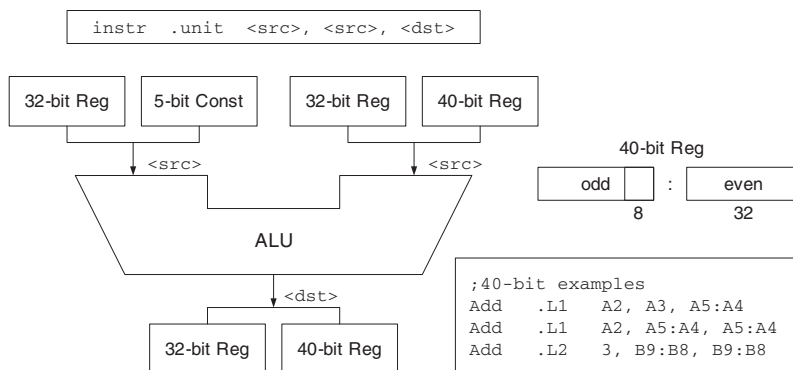 instr .unit <src>, <src>, <dst>
32-bit Reg
5-bit Const
32-bit Reg
40-bit Reg
<src>
<src>
ALU
<dst>
32-bit Reg
40-bit Reg
40-bit Reg
odd : even
8 32
;40-bit examples
Add .L1 A2, A3, A5:A4
Add .L1 A2, A5:A4, A5:A4
Add .L2 3, B9:B8, B9:B8